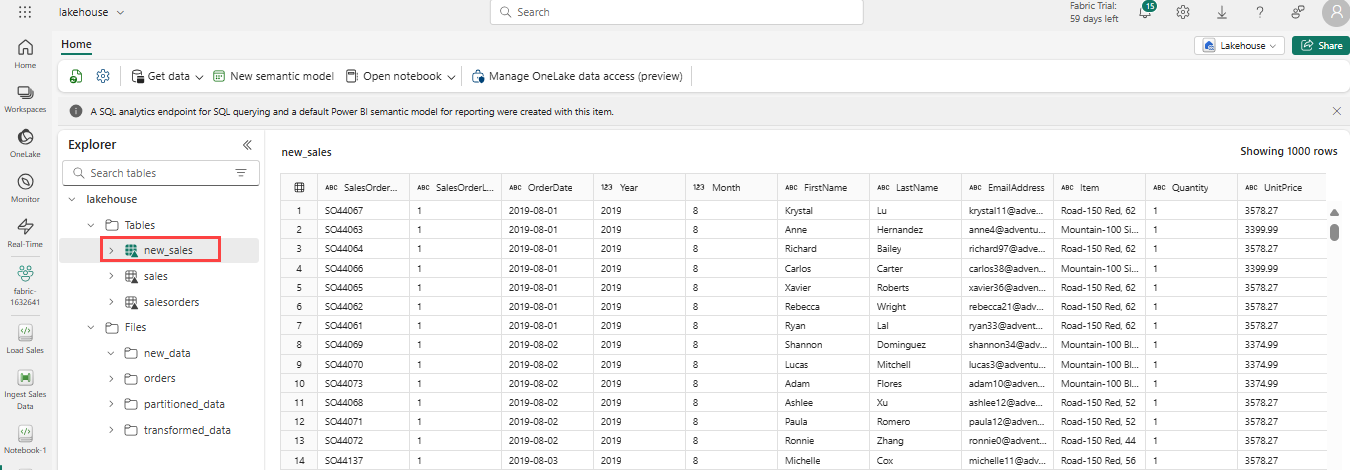 lakehouse
Search
Fabric Trial:
59 days left
15
?
Home
Lakehouse
Share
Get data
New semantic model
Open notebook
Manage OneLake data access (preview)
A SQL analytics endpoint for SQL querying and a default Power BI semantic model for reporting were created with this item.
Home
Workspaces
OneLake
Monitor
Real-Time
fabric-
1632641
Load Sales
Ingest Sales
Data
Notebook-1
Explorer
Search tables
lakehouse
Tables
new_sales
sales
salesorders
Files
new_data
orders
partitioned_data
transformed_data
new_sales
Showing 1000 rows
ABC SalesOrder... ABC SalesOrderL... ABC OrderDate 123 Year 123 Month ABC FirstName ABC LastName ABC EmailAddress ABC Item ABC Quantity ABC UnitPrice
1 SO44067 1 2019-08-01 2019 8 Krystal Lu krystal11@adve... Road-150 Red, 62 1 3578.27
2 SO44063 1 2019-08-01 2019 8 Anne Hernandez anne4@adventu... Mountain-100 Si... 1 3399.99
3 SO44064 1 2019-08-01 2019 8 Richard Bailey richard97@adve... Road-150 Red, 62 1 3578.27
4 SO44066 1 2019-08-01 2019 8 Carlos Carter carlos38@adven... Mountain-100 Si... 1 3399.99
5 SO44065 1 2019-08-01 2019 8 Xavier Roberts xavier36@adven... Road-150 Red, 62 1 3578.27
6 SO44062 1 2019-08-01 2019 8 Rebecca Wright rebecca21@adv... Road-150 Red, 62 1 3578.27
7 SO44061 1 2019-08-01 2019 8 Ryan Lal ryan33@advent... Road-150 Red, 62 1 3578.27
8 SO44069 1 2019-08-02 2019 8 Shannon Dominguez shannon34@adv... Mountain-100 Bl... 1 3374.99
9 SO44070 1 2019-08-02 2019 8 Lucas Mitchell lucas3@adventu... Mountain-100 Bl... 1 3374.99
10 SO44073 1 2019-08-02 2019 8 Adam Flores adam10@advent... Mountain-100 Bl... 1 3374.99
11 SO44068 1 2019-08-02 2019 8 Ashlee Xu ashlee12@adve... Road-150 Red, 52 1 3578.27
12 SO44071 1 2019-08-02 2019 8 Paula Romero paula12@adven... Road-150 Red, 52 1 3578.27
13 SO44072 1 2019-08-02 2019 8 Ronnie Zhang ronnie0@advent... Road-150 Red, 44 1 3578.27
14 SO44137 1 2019-08-03 2019 8 Michelle Cox michelle11@adv... Road-150 Red, 56 1 3578.27